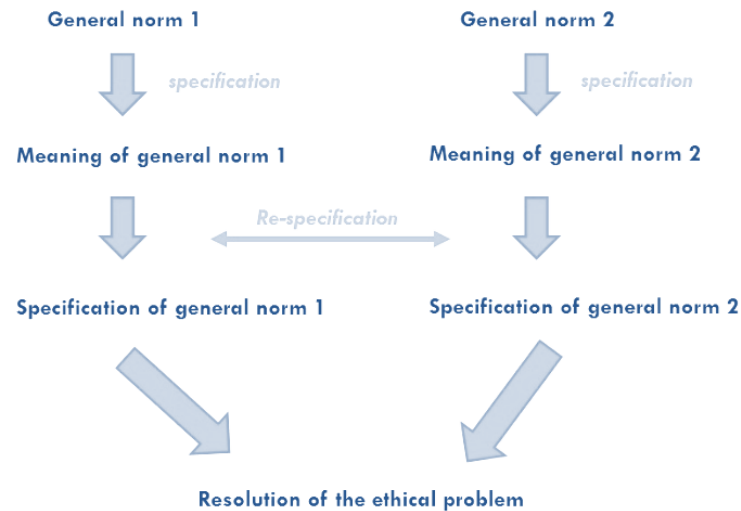 General norm 1
General norm 2
specification
specification
Meaning of general norm 1
Meaning of general norm 2
Re-specification
Specification of general norm 1
Specification of general norm 2
Resolution of the ethical problem